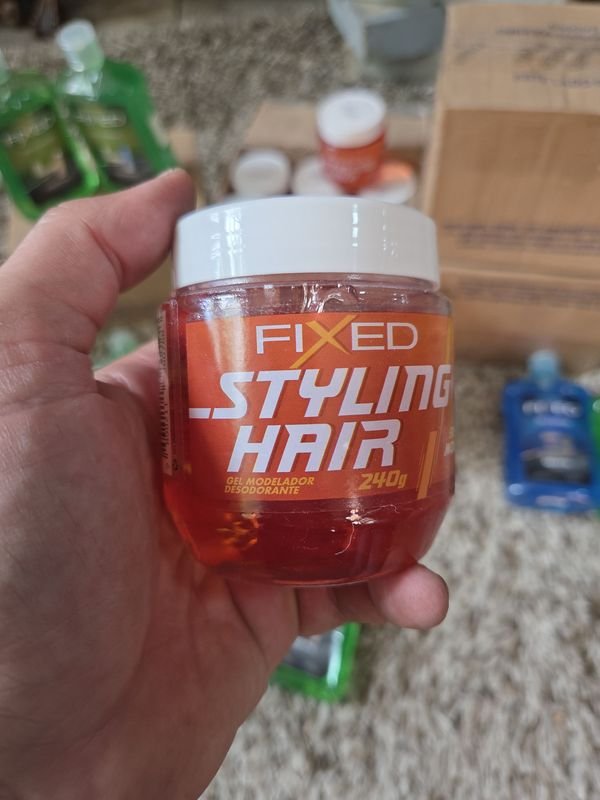 FIXED
STYLING
HAIR
GEL MODELADOR
DESODORANTE
240g